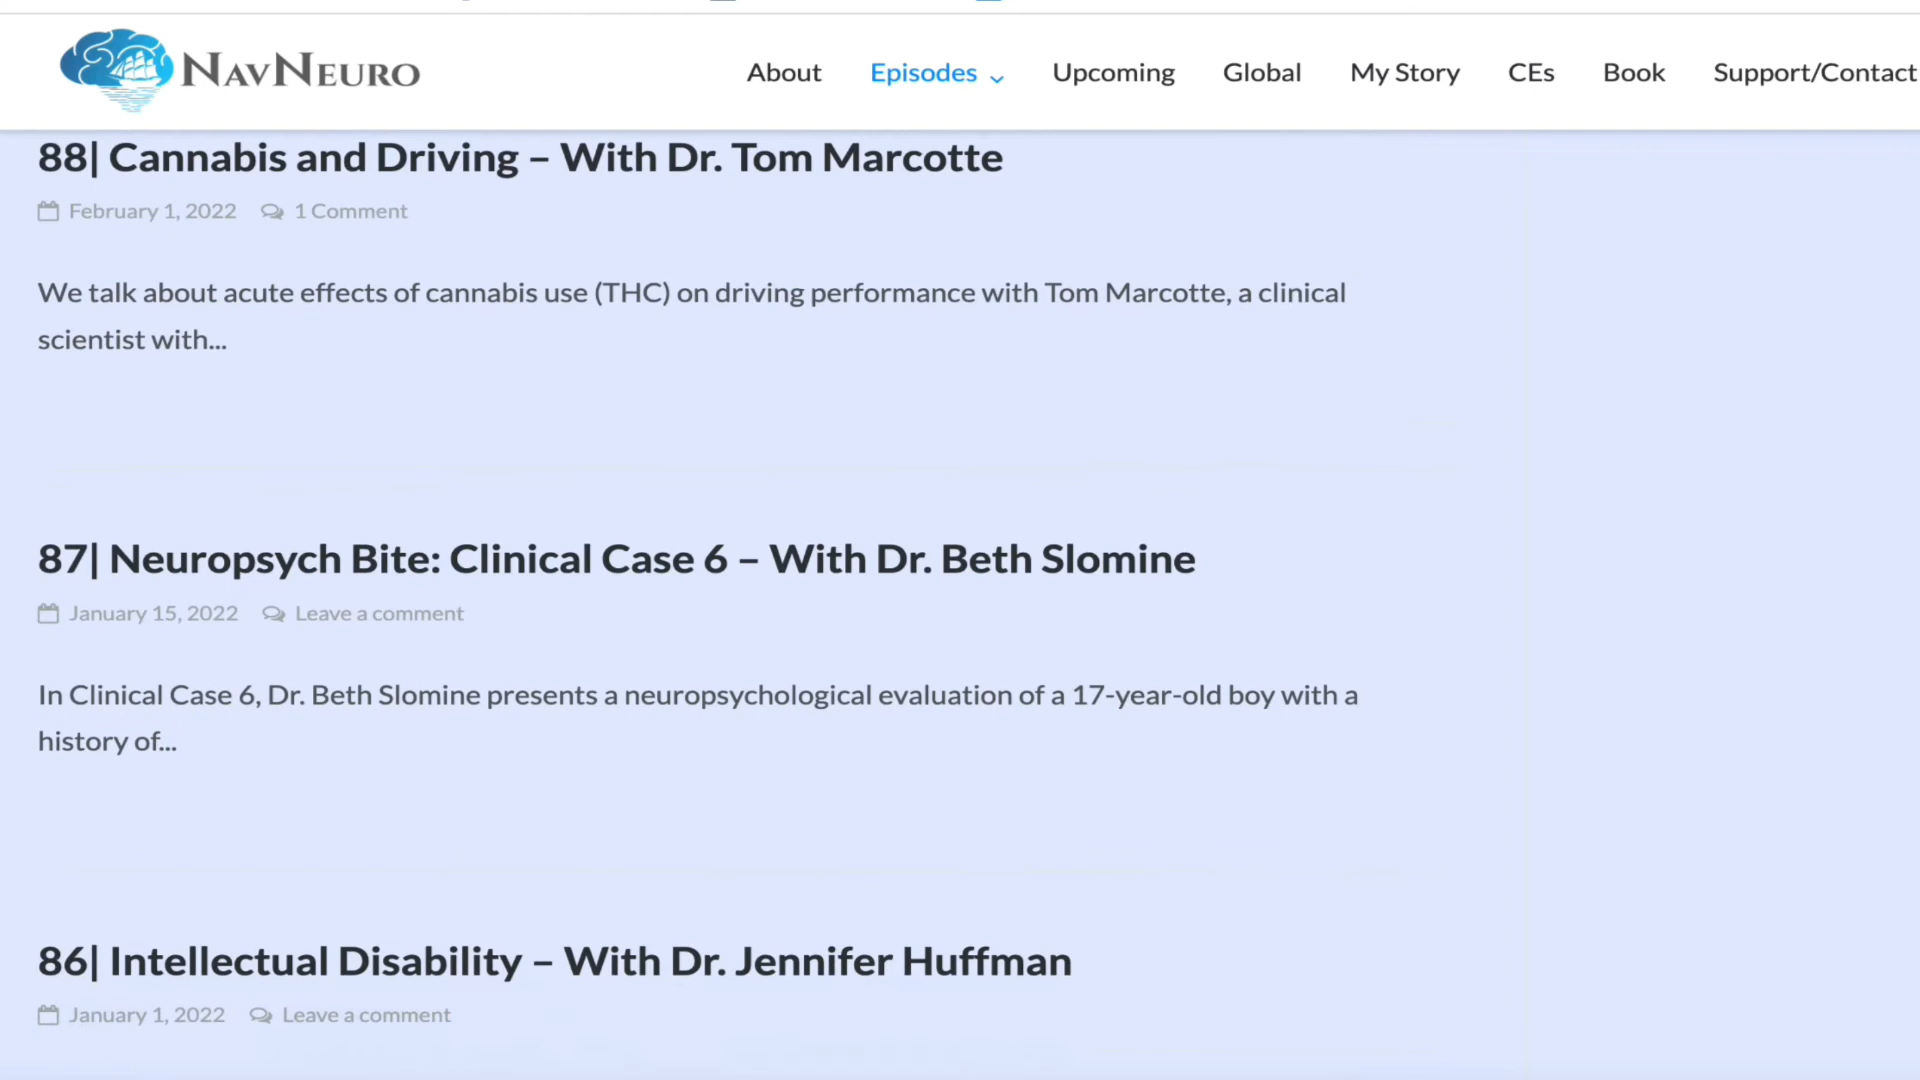 NAVNEURO
About Episodes Upcoming Global My Story CEs Book Support/Contact
88| Cannabis and Driving – With Dr. Tom Marcotte
February 1, 2022 1 Comment
We talk about acute effects of cannabis use (THC) on driving performance with Tom Marcotte, a clinical
scientist with...
87| Neuropsych Bite: Clinical Case 6 – With Dr. Beth Slomine
January 15, 2022 Leave a comment
In Clinical Case 6, Dr. Beth Slomine presents a neuropsychological evaluation of a 17-year-old boy with a
history of...
86| Intellectual Disability – With Dr. Jennifer Huffman
January 1, 2022 Leave a comment